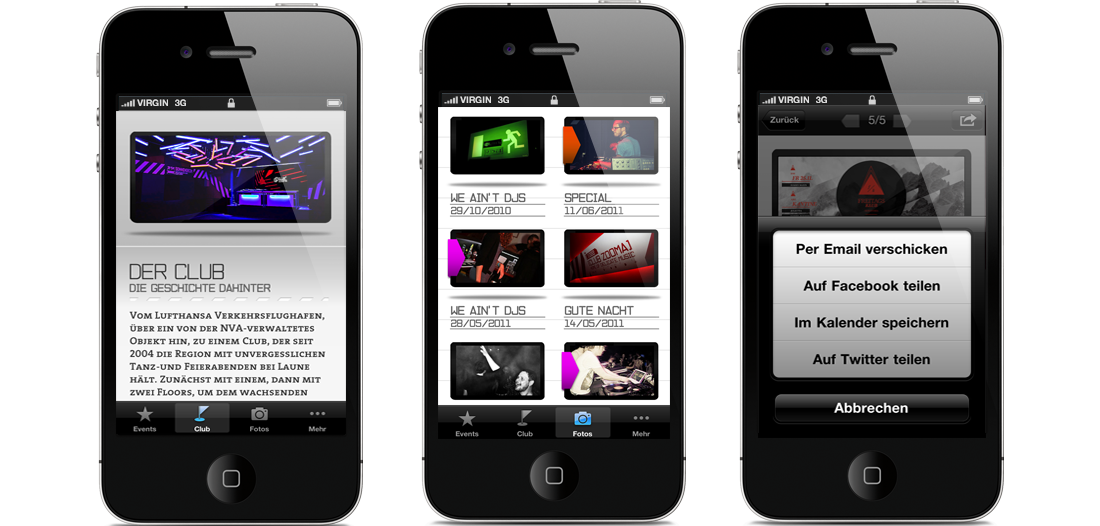 VIRGIN 3G
DER CLUB
DIE GESCHICHTE DAHINTER
VOM LUFTHANSA VERKEHRSFLUGHAFEN,
ÜBER EIN VON DER NVA-VERWALTETES
OBJEKT HIN, ZU EINEM CLUB, DER SEIT
2004 DIE REGION MIT UNVERGESSLICHEN
TANZ-UND FEIERABENDEN BEI LAUNE
HÄLT. ZUNÄCHST MIT EINEM, DANN MIT
ZWEI FLOORS, UM DEM WACHSENDEN
Events Club Fotos Mehr
VIRGIN 3G
WE AIN'T DJS SPECIAL
29/10/2010 11/06/2011
WE AIN'T DJS GUTE NACHT
28/05/2011 14/05/2011
Events Club Fotos Mehr
VIRGIN 3G
Zurück 5/5
Per Email verschicken
Auf Facebook teilen
Im Kalender speichern
Auf Twitter teilen
Abbrechen